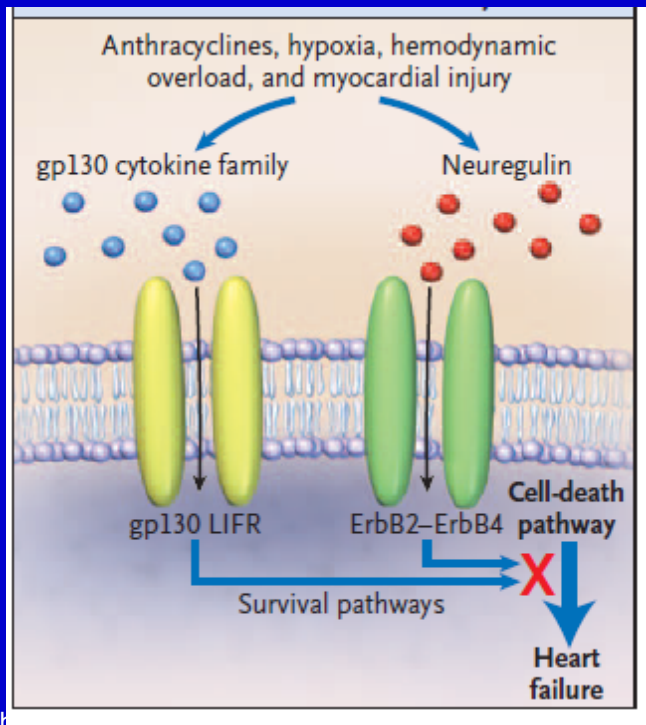 Anthracyclines, hypoxia, hemodynamic
overload, and myocardial injury
gp130 cytokine family
Neuregulin
gp130 LIFR
ErbB2–ErbB4
Cell-death
pathway
X
Survival pathways
Heart
failure